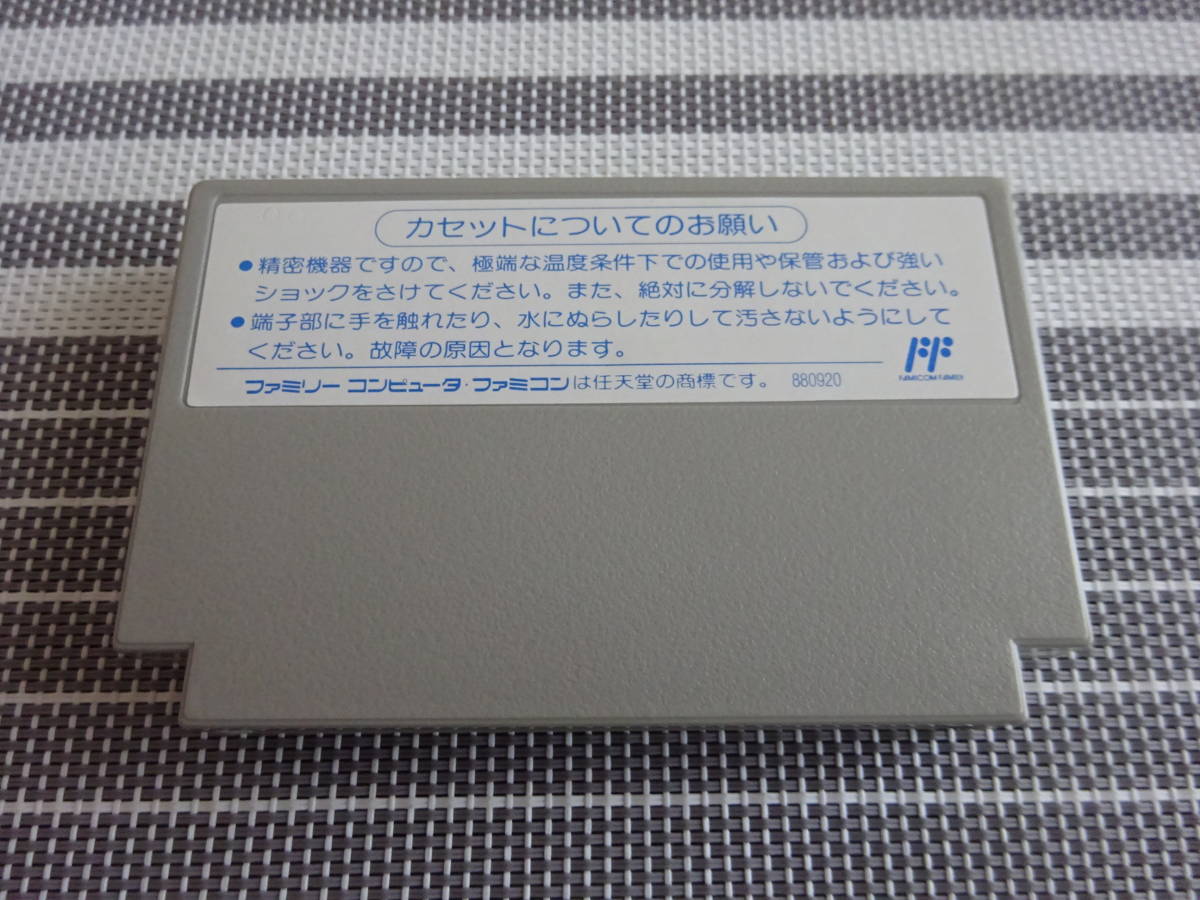 カセットについてのお願い
●精密機器ですので、極端な温度条件下での使用や保管および強い
ショックをさけてください。また、絶対に分解しないでください。
●端子部に手を触れたり、水にぬらしたりして汚さないようにして
ください。故障の原因となります。
FAMICOM FAMILY
ファミリー コンピュータ・ファミコンは任天堂の商標です。 880920